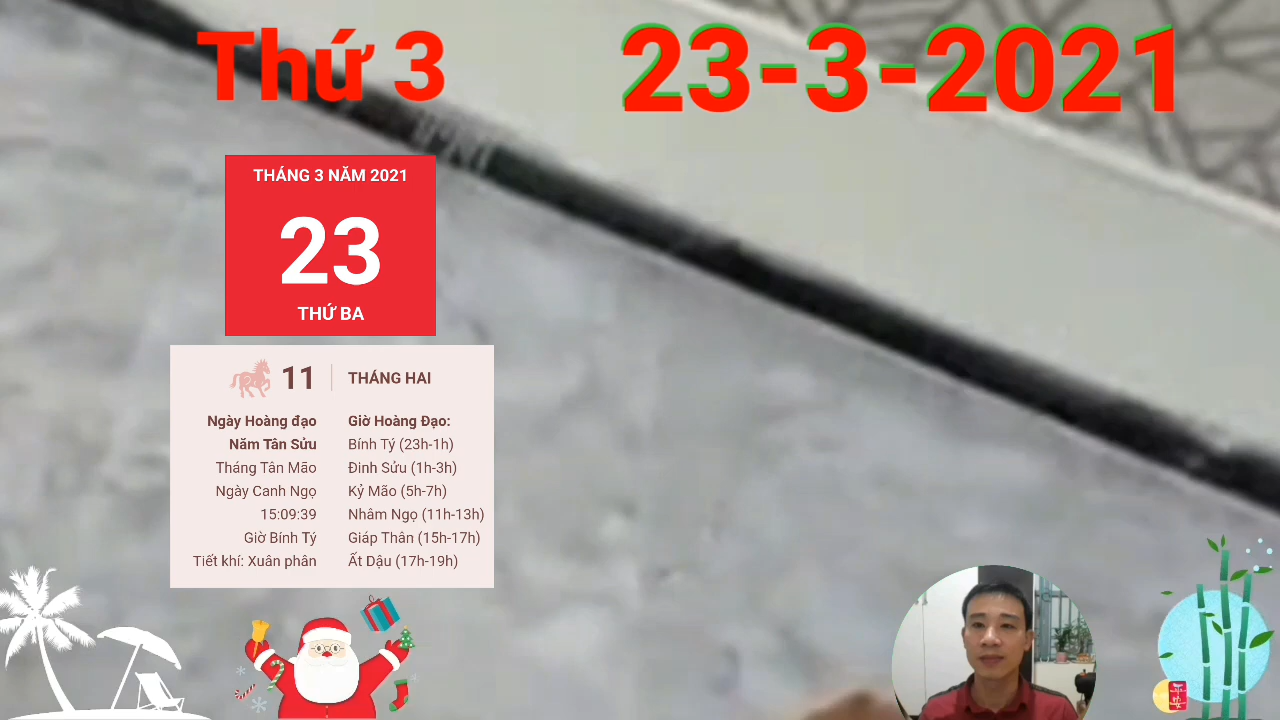 Thứ 3
23-3-2021
THÁNG 3 NĂM 2021
23
THỨ BA
11
THÁNG HAI
Ngày Hoàng đạo
Năm Tân Sửu
Tháng Tân Mão
Ngày Canh Ngọ
15:09:39
Giờ Bính Tý
Tiết khí: Xuân phân
Giờ Hoàng Đạo:
Bính Tý (23h-1h)
Đinh Sửu (1h-3h)
Kỷ Mão (5h-7h)
Nhâm Ngọ (11h-13h)
Giáp Thân (15h-17h)
Ất Dậu (17h-19h)